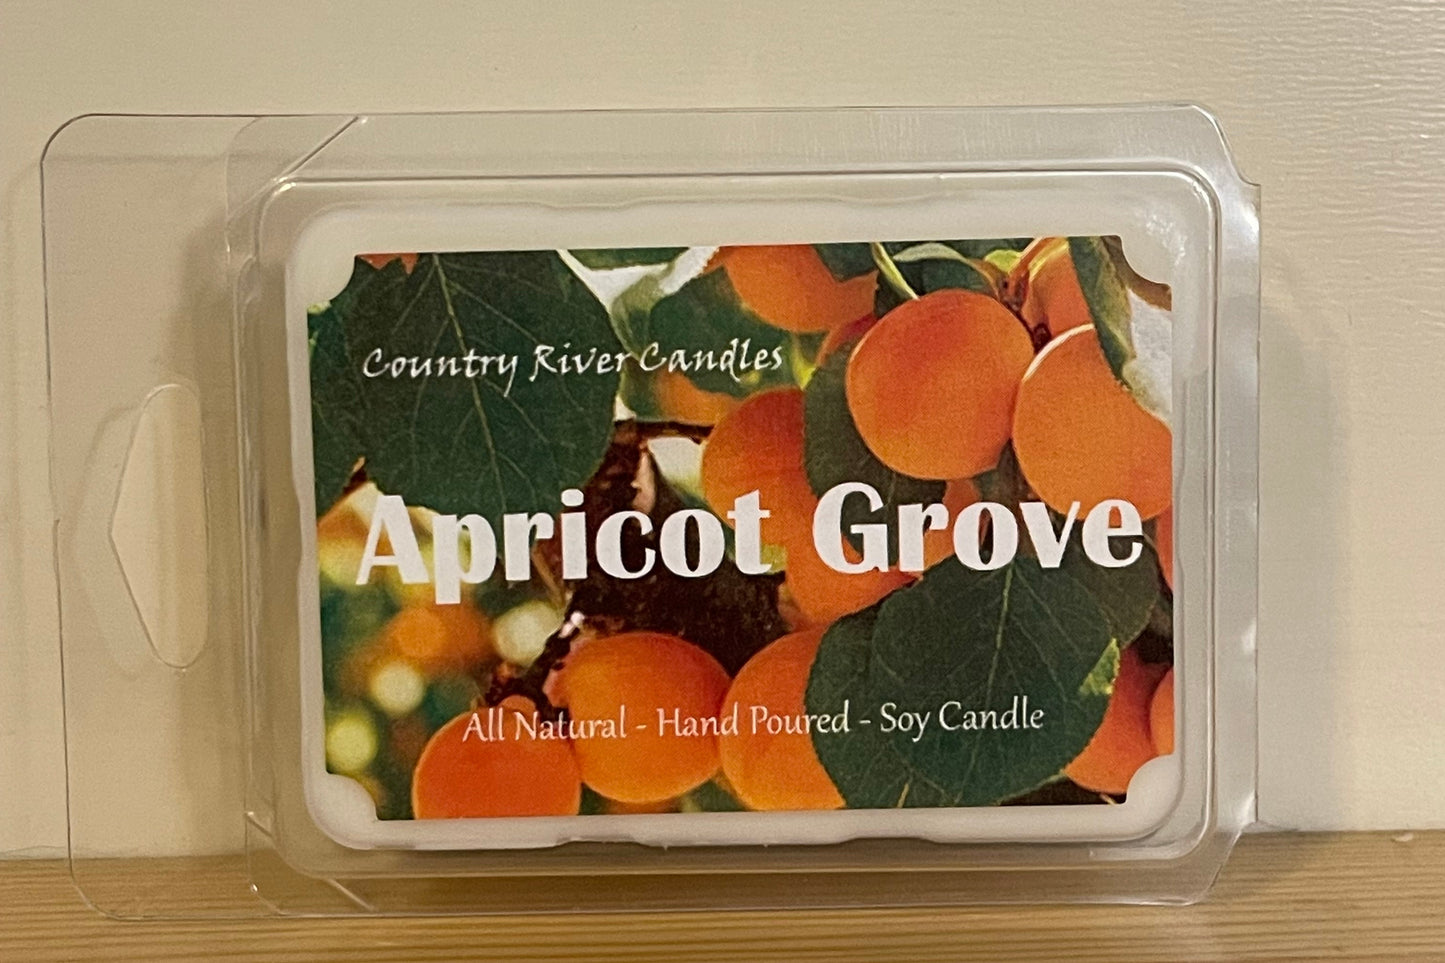 Country River Candles
Apricot Grove
All Natural - Hand Poured - Soy Candle